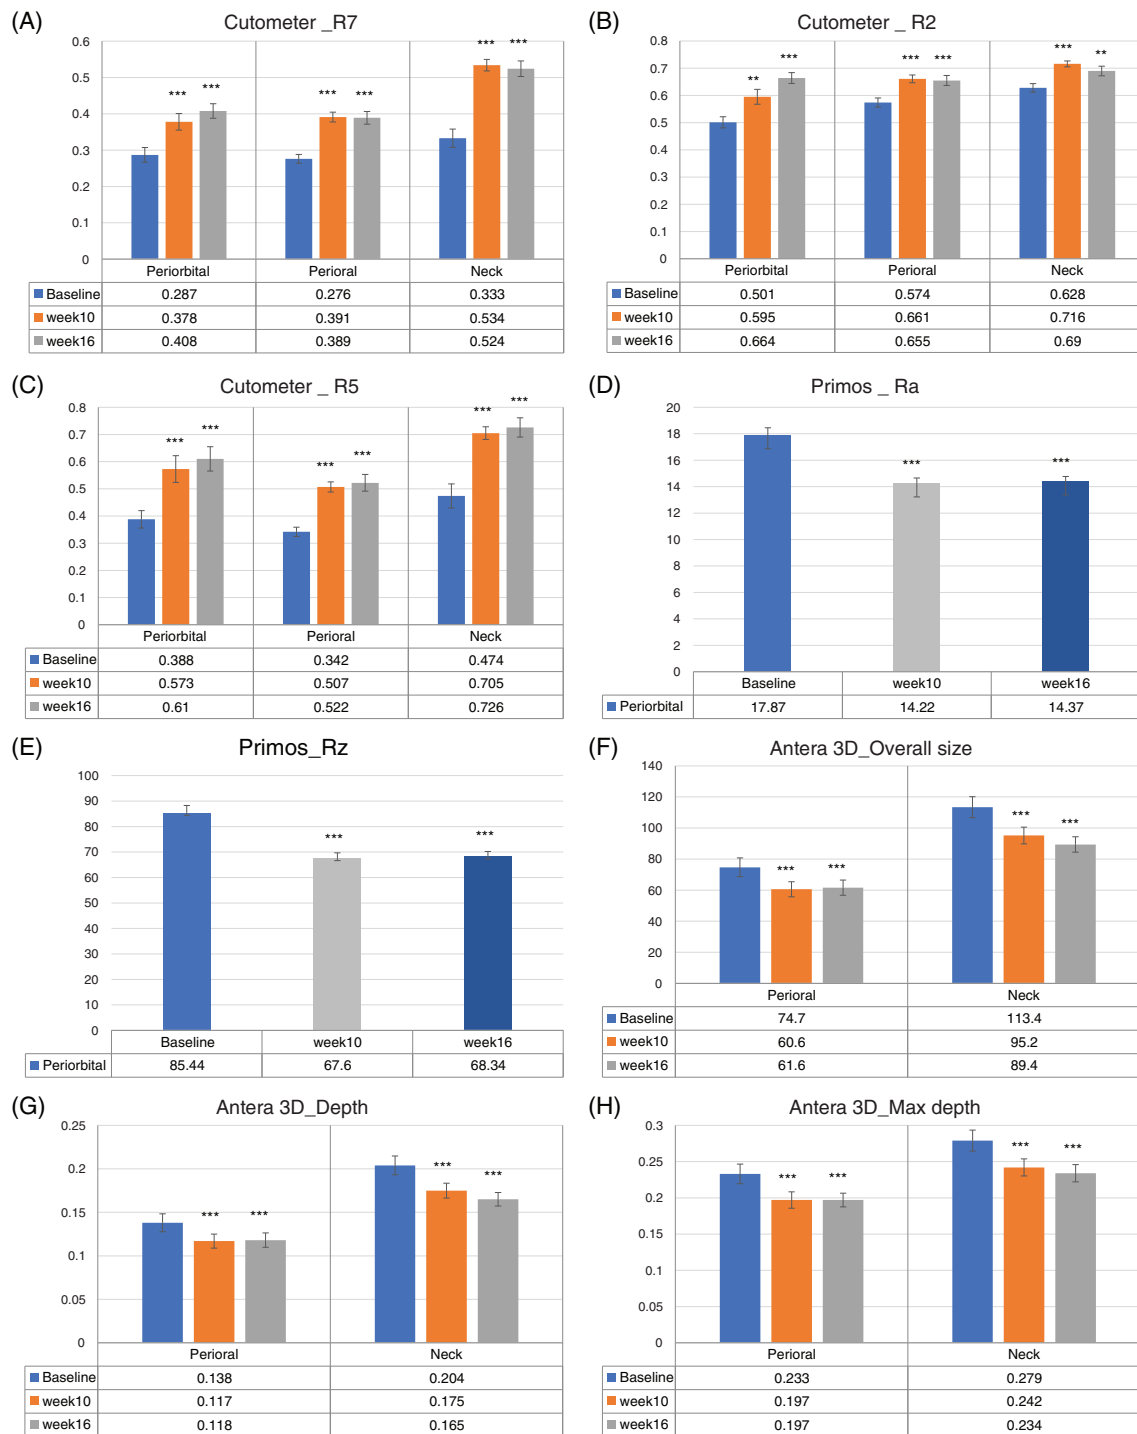 (A)
Cutometer _R7
0.6
0.5
0.4
0.3
0.2
0.1
0
*** *** *** *** *** ***
Periorbital Perioral Neck
Baseline 0.287 0.276 0.333
week10 0.378 0.391 0.534
week16 0.408 0.389 0.524
(B)
Cutometer _ R2
0.8
0.7
0.6
0.5
0.4
0.3
0.2
0.1
0
** *** *** *** *** **
Periorbital Perioral Neck
Baseline 0.501 0.574 0.628
week10 0.595 0.661 0.716
week16 0.664 0.655 0.69
(C)
Cutometer _ R5
0.8
0.7
0.6
0.5
0.4
0.3
0.2
0.1
0
*** *** *** *** *** ***
Periorbital Perioral Neck
Baseline 0.388 0.342 0.474
week10 0.573 0.507 0.705
week16 0.61 0.522 0.726
(D)
Primos _ Ra
20
18
16
14
12
10
8
6
4
2
0
*** ***
Baseline week10 week16
Periorbital 17.87 14.22 14.37
(E)
Primos_Rz
100
90
80
70
60
50
40
30
20
10
0
*** ***
Baseline week10 week16
Periorbital 85.44 67.6 68.34
(F)
Antera 3D_Overall size
140
120
100
80
60
40
20
0
*** *** *** ***
Perioral Neck
Baseline 74.7 113.4
week10 60.6 95.2
week16 61.6 89.4
(G)
Antera 3D_Depth
0.25
0.2
0.15
0.1
0.05
0
*** *** *** ***
Perioral Neck
Baseline 0.138 0.204
week10 0.117 0.175
week16 0.118 0.165
(H)
Antera 3D_Max depth
0.3
0.25
0.2
0.15
0.1
0.05
0
*** *** *** ***
Perioral Neck
Baseline 0.233 0.279
week10 0.197 0.242
week16 0.197 0.234